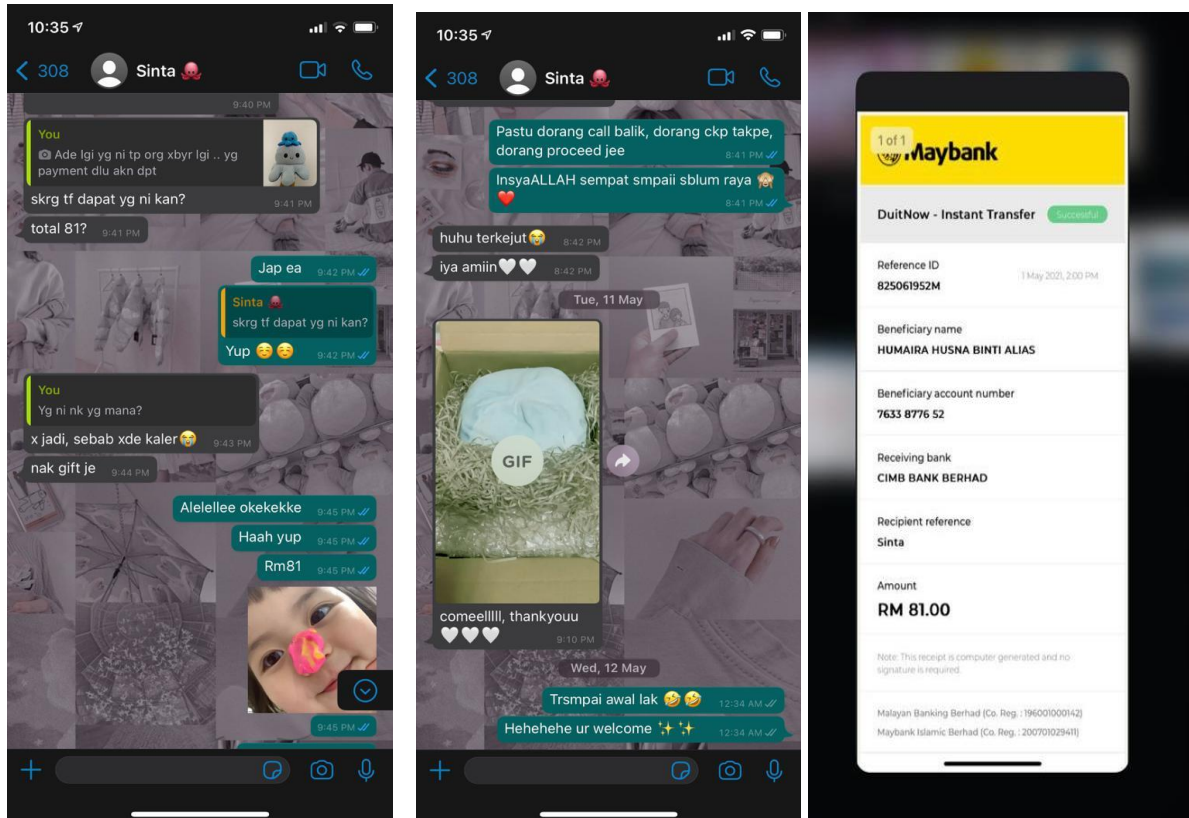 10:35
308
Sinta
9:40 PM
You
Ade lgi yg ni tp org xbyr lgi .. yg
payment dlu akn dpt
skrg tf dapat yg ni kan?
9:41 PM
total 81?
9:41 PM
Jap ea
9:42 PM
Sinta
skrg tf dapat yg ni kan?
Yup ☺️☺️
9:42 PM
You
Yg ni nk yg mana?
x jadi, sebab xde kaler😭
9:43 PM
nak gift je
9:44 PM
Alelellee okekekke
9:45 PM
Haah yup
9:45 PM
Rm81
9:45 PM
9:45 PM
10:35
308
Sinta
Pastu dorang call balik, dorang ckp takpe,
dorang proceed jee
8:41 PM
InsyaALLAH sempat smpaii sblum raya 🙈
❤️
8:41 PM
huhu terkejut😭
8:42 PM
iya amiin🤍🤍
8:42 PM
Tue, 11 May
GIF
comeelllll, thankyouu
🤍🤍🤍
9:10 PM
Wed, 12 May
Trsmpai awal lak 🤣🤣
12:34 AM
Hehehehe ur welcome ✨✨
12:34 AM
1 of 1
Maybank
DuitNow - Instant Transfer
Successful
Reference ID
1 May 2021, 2:00 PM
825061952M
Beneficiary name
HUMAIRA HUSNA BINTI ALIAS
Beneficiary account number
7633 8776 52
Receiving bank
CIMB BANK BERHAD
Recipient reference
Sinta
Amount
RM 81.00
Note: This receipt is computer generated and no
signature is required.
Malayan Banking Berhad (Co. Reg. : 196001000142)
Maybank Islamic Berhad (Co. Reg. : 200701029411)